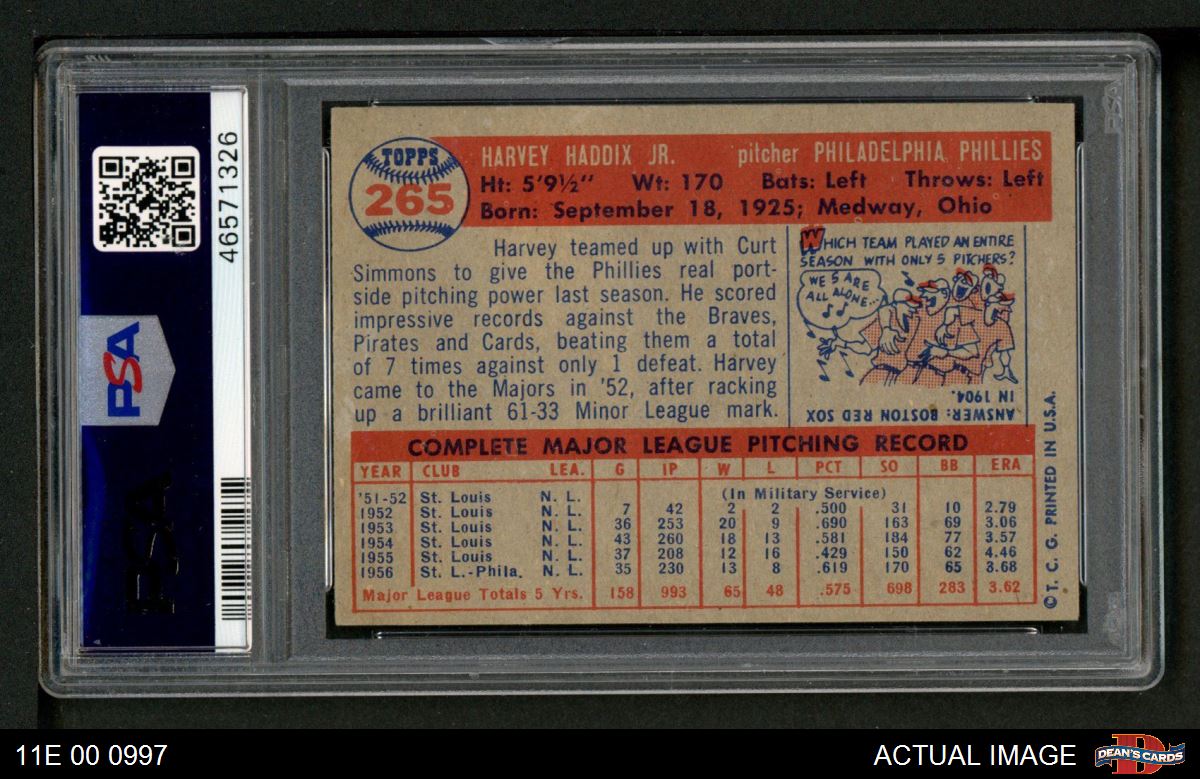 PSA
46571326
PSA
PSA
TOPPS
265
HARVEY HADDIX JR. pitcher PHILADELPHIA PHILLIES
Ht: 5'9½" Wt: 170 Bats: Left Throws: Left
Born: September 18, 1925; Medway, Ohio
Harvey teamed up with Curt
Simmons to give the Phillies real port-
side pitching power last season. He scored
impressive records against the Braves,
Pirates and Cards, beating them a total
of 7 times against only 1 defeat. Harvey
came to the Majors in '52, after racking
up a brilliant 61-33 Minor League mark.
WHICH TEAM PLAYED AN ENTIRE
SEASON WITH ONLY 5 PITCHERS?
WE 5 ARE
ALL ALONE...
ANSWER: BOSTON RED SOX
IN 1904.
COMPLETE MAJOR LEAGUE PITCHING RECORD
YEAR CLUB LEA. G IP W L PCT SO BB ERA
'51-52 St. Louis N. L. (In Military Service)
1952 St. Louis N. L. 7 42 2 2 .500 31 10 2.79
1953 St. Louis N. L. 36 253 20 9 .690 163 69 3.06
1954 St. Louis N. L. 43 260 18 13 .581 184 77 3.57
1955 St. Louis N. L. 37 208 12 16 .429 150 62 4.46
1956 St. L.-Phila. N. L. 35 230 13 8 .619 170 65 3.68
Major League Totals 5 Yrs. 158 993 65 48 .575 698 283 3.62
© T. C. G. PRINTED IN U.S.A.
11E 00 0997
ACTUAL IMAGE
DEAN'S CARDS